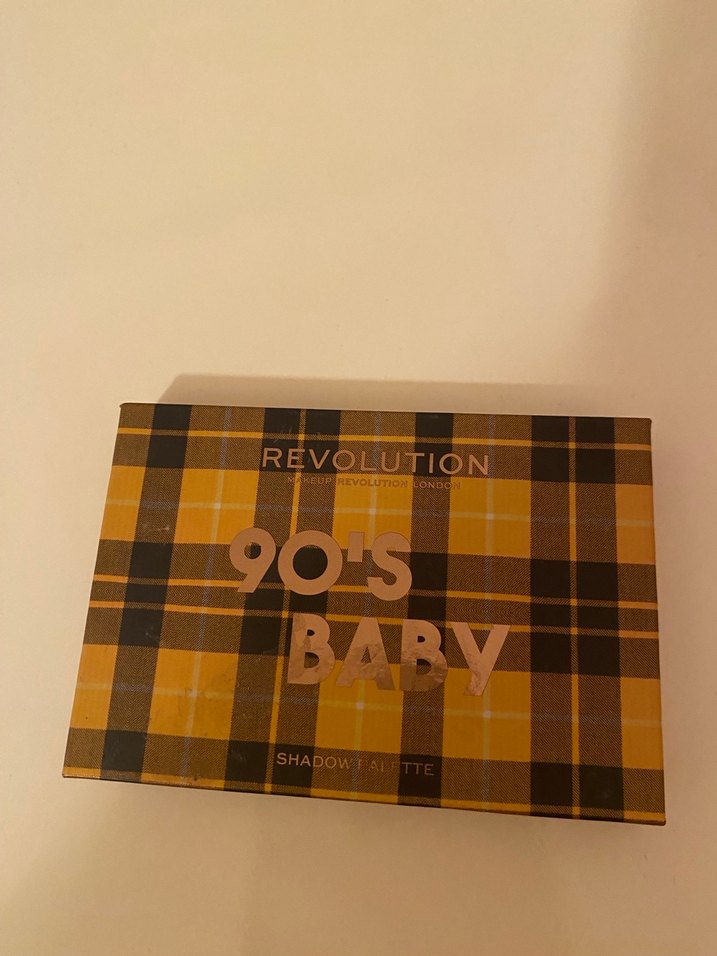 REVOLUTION
MAKEUP REVOLUTION LONDON
90'S
BABY
SHADOW PALETTE